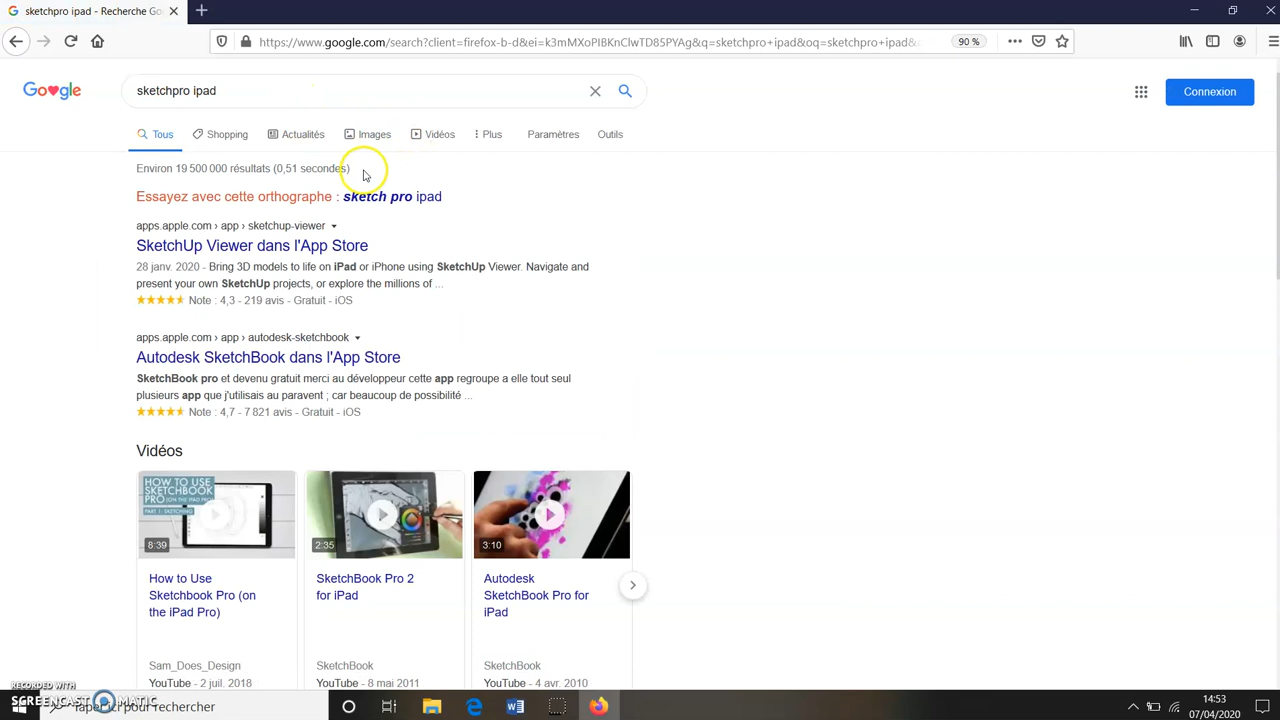 sketchpro ipad - Recherche Go
https://www.google.com/search?client=firefox-b-d&ei=k3mMXoPIBKnClwTD85PYAg&q=sketchpro+ipad&oq=sketchpro+ipad&
90 %
Google
sketchpro ipad
Connexion
Tous Shopping Actualités Images Vidéos Plus Paramètres Outils
Environ 19 500 000 résultats (0,51 secondes)
Essayez avec cette orthographe : sketch pro ipad
apps.apple.com › app › sketchup-viewer
SketchUp Viewer dans l'App Store
28 janv. 2020 - Bring 3D models to life on iPad or iPhone using SketchUp Viewer. Navigate and
present your own SketchUp projects, or explore the millions of ...
Note : 4,3 - 219 avis - Gratuit - iOS
apps.apple.com › app › autodesk-sketchbook
Autodesk SketchBook dans l'App Store
SketchBook pro et devenu gratuit merci au développeur cette app regroupe a elle tout seul
plusieurs app que j'utilisais au paravent ; car beaucoup de possibilité ...
Note : 4,7 - 7 821 avis - Gratuit - iOS
Vidéos
HOW TO USE
SKETCHBOOK
PRO (ON THE IPAD PRO)
PART 1: SKETCHING
8:39
2:35
3:10
How to Use
Sketchbook Pro (on
the iPad Pro)
SketchBook Pro 2
for iPad
Autodesk
SketchBook Pro for
iPad
Sam_Does_Design
YouTube - 2 juil. 2018
SketchBook
YouTube - 8 mai 2011
SketchBook
YouTube - 4 avr. 2010
RECORDED WITH
SCREENCAST MATIC
Taper ici pour rechercher
14:53
07/04/2020